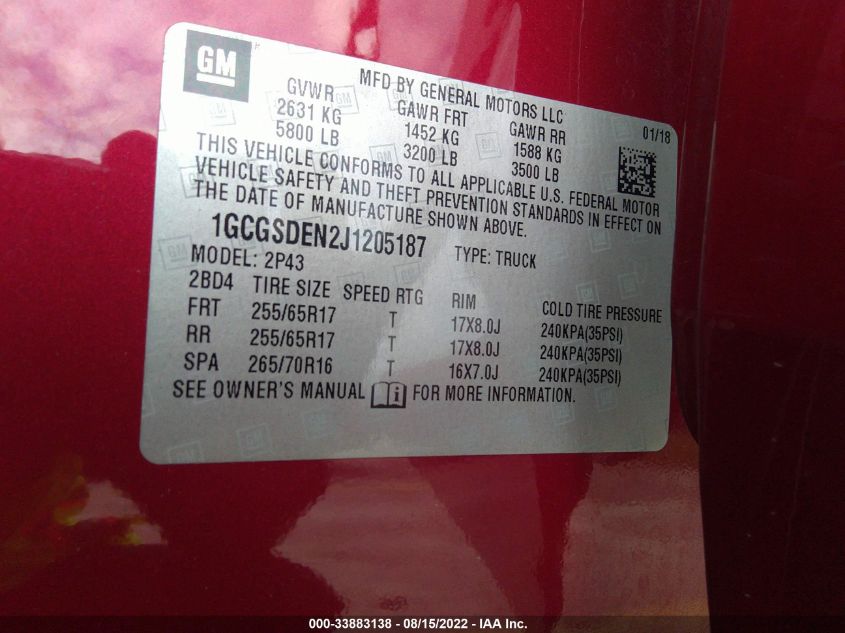 GM
MFD BY GENERAL MOTORS LLC
01/18
GVWR GAWR FRT GAWR RR
2631 KG 1452 KG 1588 KG
5800 LB 3200 LB 3500 LB
THIS VEHICLE CONFORMS TO ALL APPLICABLE U.S. FEDERAL MOTOR
VEHICLE SAFETY AND THEFT PREVENTION STANDARDS IN EFFECT ON
THE DATE OF MANUFACTURE SHOWN ABOVE.
1GCGSDEN2J1205187 TYPE: TRUCK
MODEL: 2P43
2BD4 TIRE SIZE SPEED RTG RIM COLD TIRE PRESSURE
FRT 255/65R17 T 17X8.0J 240KPA(35PSI)
RR 255/65R17 T 17X8.0J 240KPA(35PSI)
SPA 265/70R16 T 16X7.0J 240KPA(35PSI)
SEE OWNER'S MANUAL FOR MORE INFORMATION.
000-33883138 - 08/15/2022 - IAA Inc.